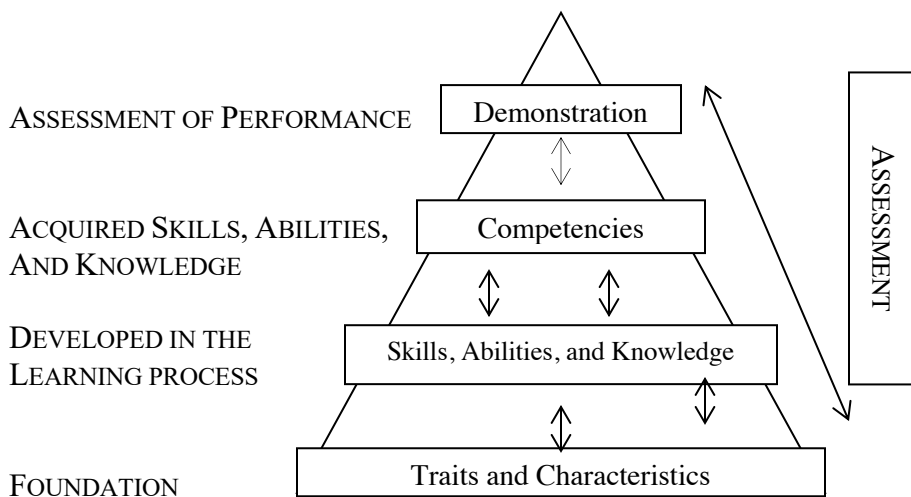 ASSESSMENT OF PERFORMANCE
Demonstration
ACQUIRED SKILLS, ABILITIES,
AND KNOWLEDGE
Competencies
DEVELOPED IN THE
LEARNING PROCESS
Skills, Abilities, and Knowledge
FOUNDATION
Traits and Characteristics
ASSESSMENT